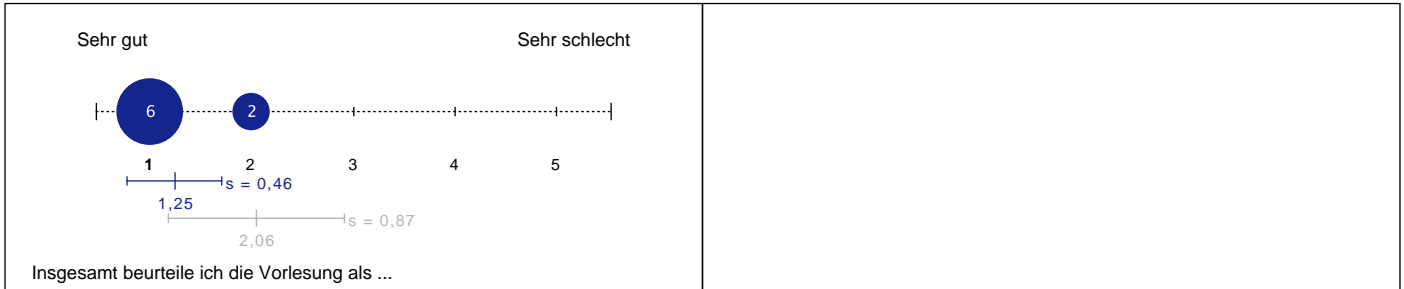 Sehr gut Sehr schlecht
6 2
1 2 3 4 5
s = 0,46
1,25
s = 0,87
2,06
Insgesamt beurteile ich die Vorlesung als ...